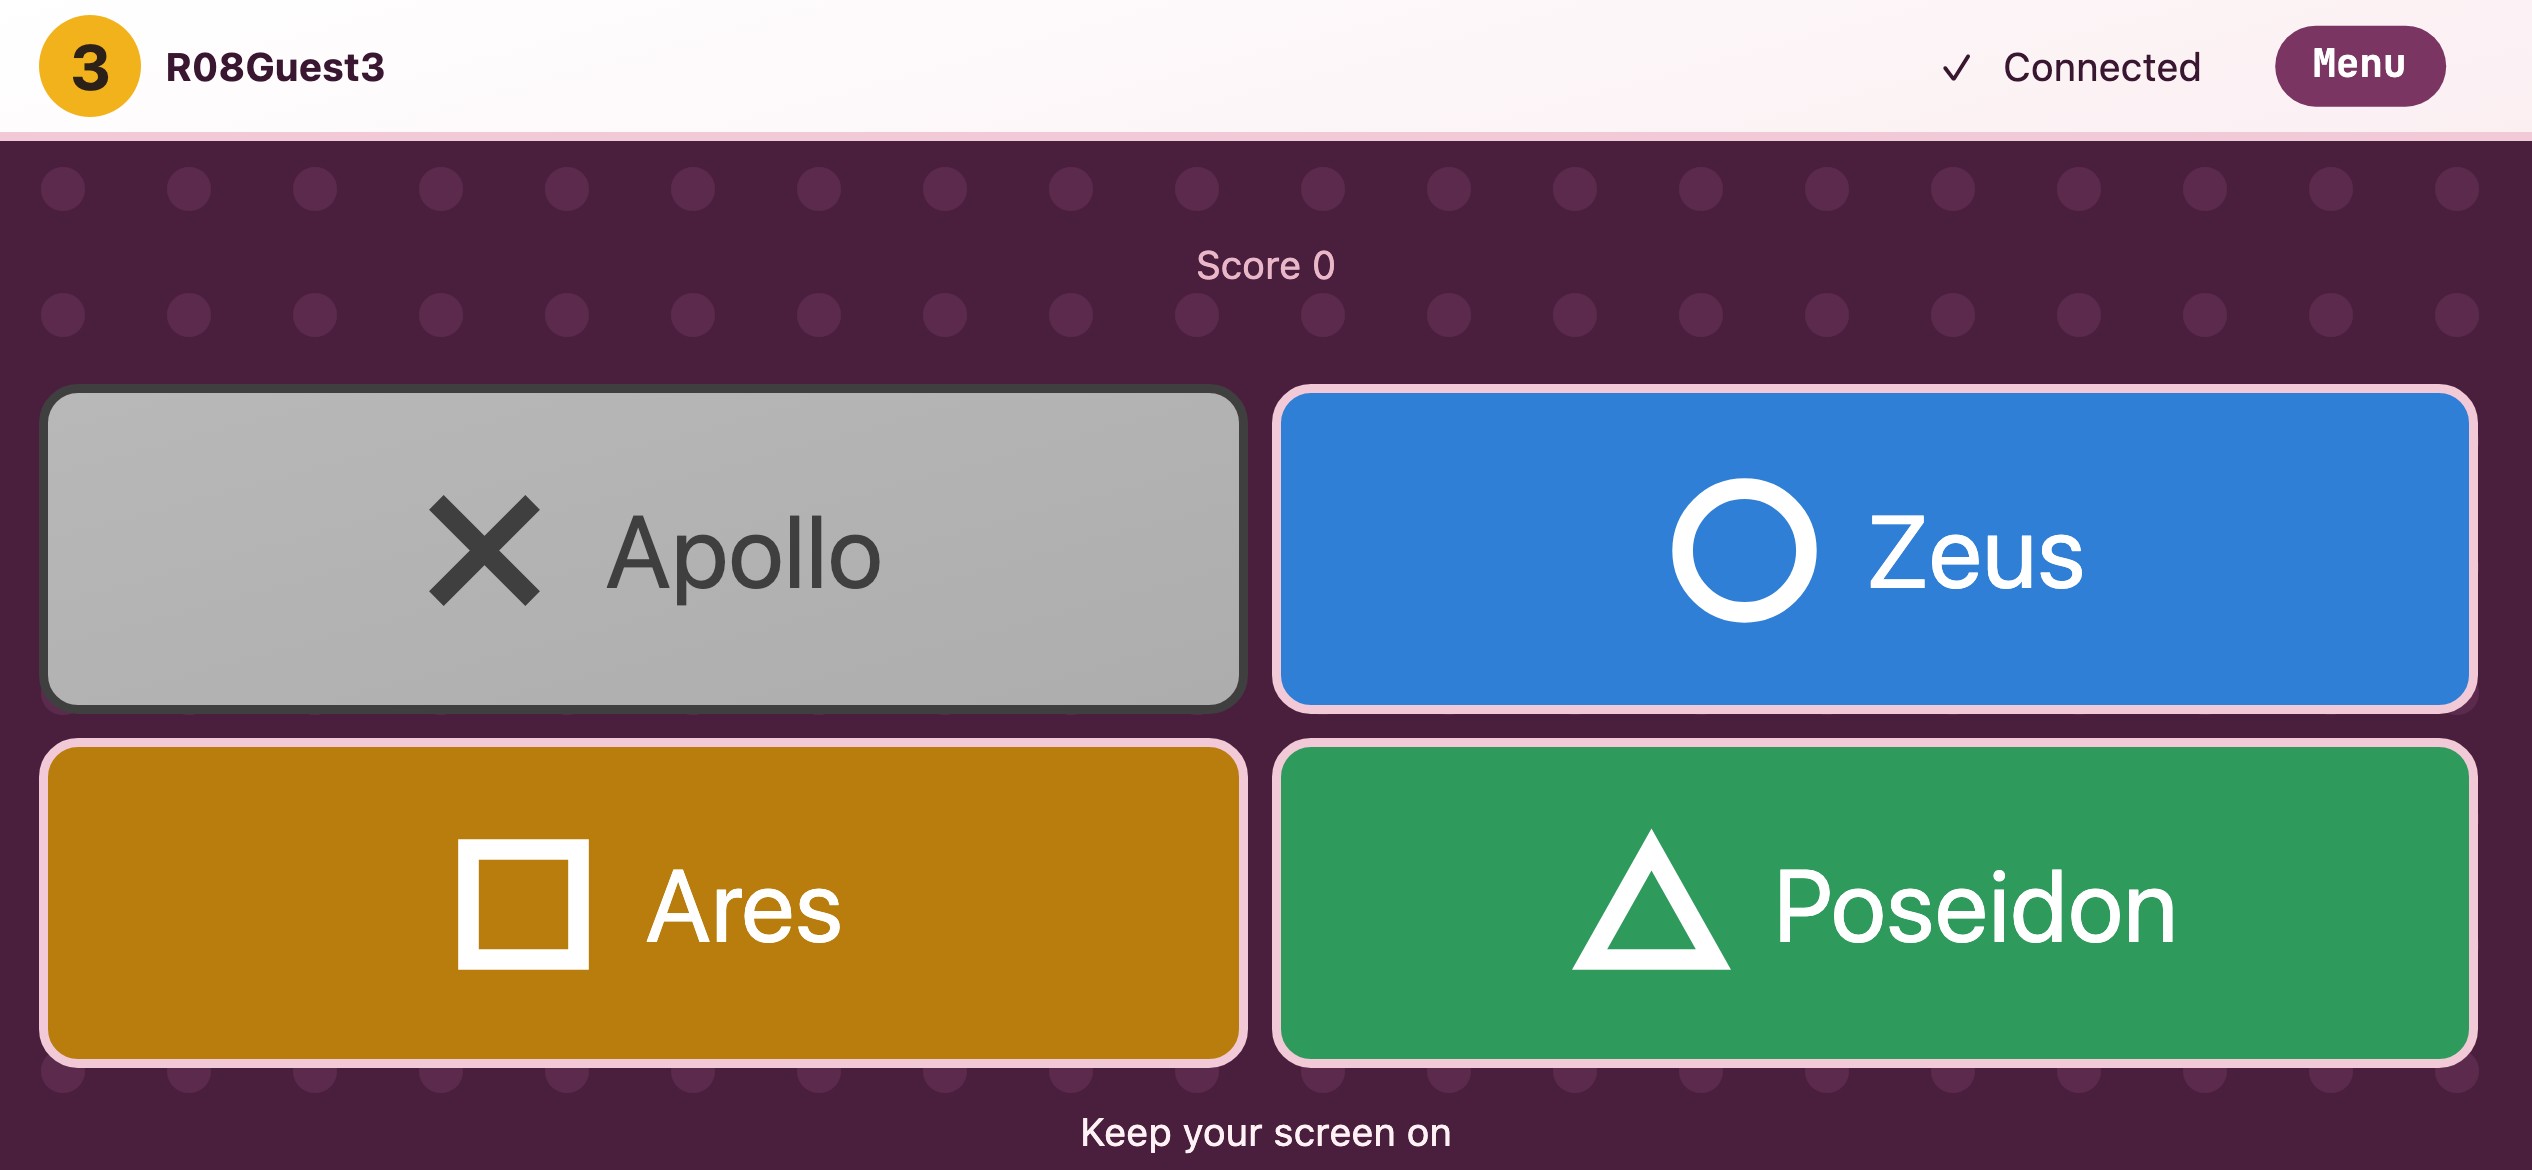 3 R08Guest3 ✓ Connected Menu
Score 0
Apollo
Zeus
Ares
Poseidon
Keep your screen on